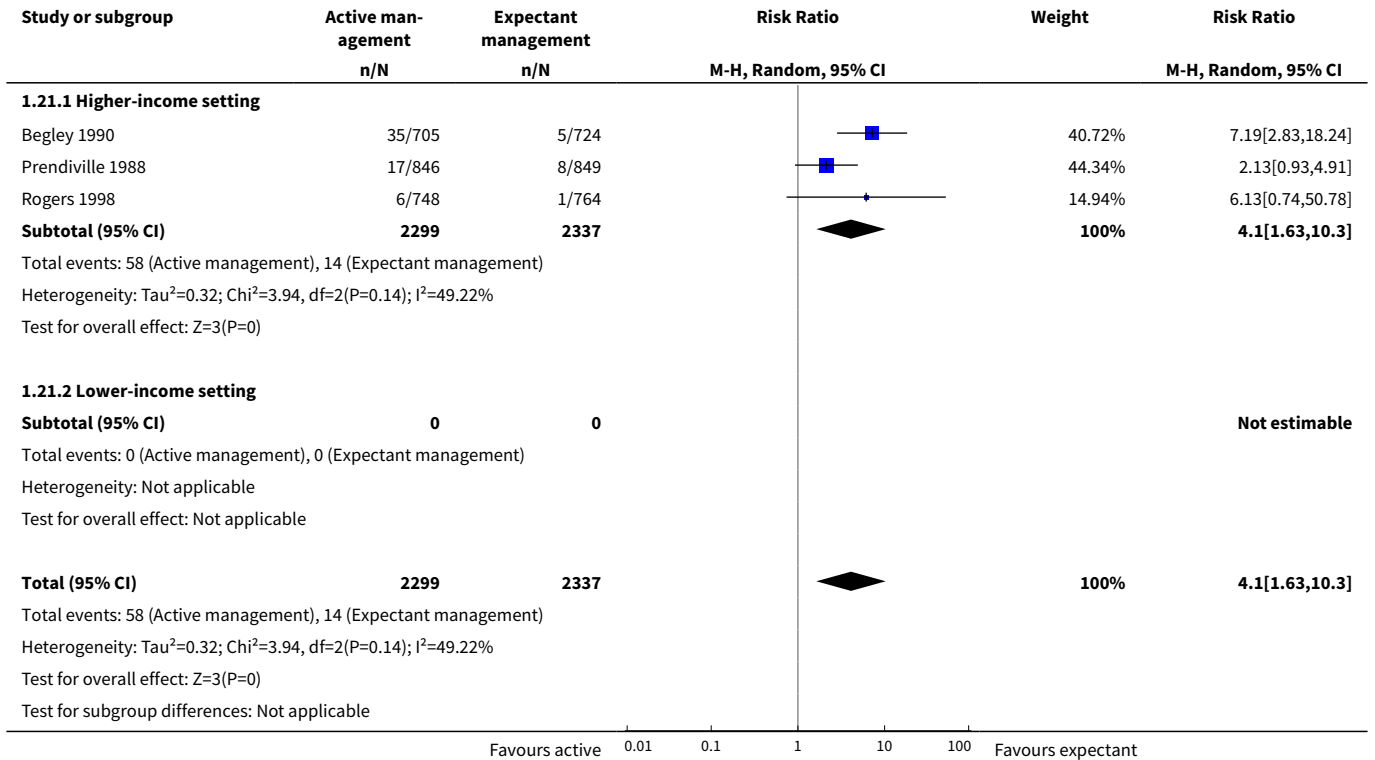 Study or subgroup Active man- Expectant Risk Ratio Weight Risk Ratio
agement management
n/N n/N M-H, Random, 95% CI M-H, Random, 95% CI
1.21.1 Higher-income setting
Begley 1990 35/705 5/724 40.72% 7.19[2.83,18.24]
Prendiville 1988 17/846 8/849 44.34% 2.13[0.93,4.91]
Rogers 1998 6/748 1/764 14.94% 6.13[0.74,50.78]
Subtotal (95% CI) 2299 2337 100% 4.1[1.63,10.3]
Total events: 58 (Active management), 14 (Expectant management)
Heterogeneity: Tau²=0.32; Chi²=3.94, df=2(P=0.14); I²=49.22%
Test for overall effect: Z=3(P=0)
1.21.2 Lower-income setting
Subtotal (95% CI) 0 0 Not estimable
Total events: 0 (Active management), 0 (Expectant management)
Heterogeneity: Not applicable
Test for overall effect: Not applicable
Total (95% CI) 2299 2337 100% 4.1[1.63,10.3]
Total events: 58 (Active management), 14 (Expectant management)
Heterogeneity: Tau²=0.32; Chi²=3.94, df=2(P=0.14); I²=49.22%
Test for overall effect: Z=3(P=0)
Test for subgroup differences: Not applicable
Favours active 0.01 0.1 1 10 100 Favours expectant